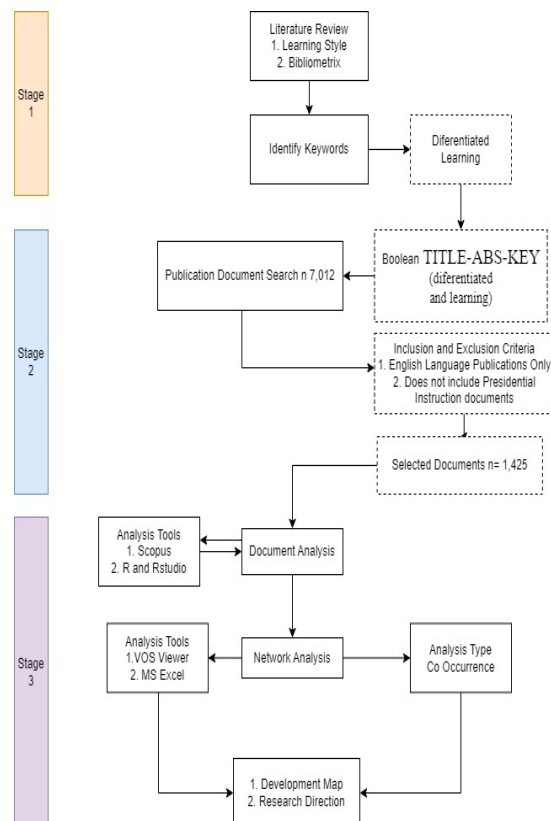 Stage
1
Literature Review
1. Learning Style
2. Bibliometrix
Identify Keywords
Diferentiated
Learning
Stage
2
Boolean TITLE-ABS-KEY
(diferentiated
and learning)
Publication Document Search n 7,012
Inclusion and Exclusion Criteria
1. English Language Publications Only
2. Does not include Presidential
Instruction documents
Selected Documents n= 1,425
Stage
3
Analysis Tools
1. Scopus
2. R and Rstudio
Document Analysis
Analysis Tools
1.VOS Viewer
2. MS Excel
Network Analysis
Analysis Type
Co Occurrence
1. Development Map
2. Research Direction